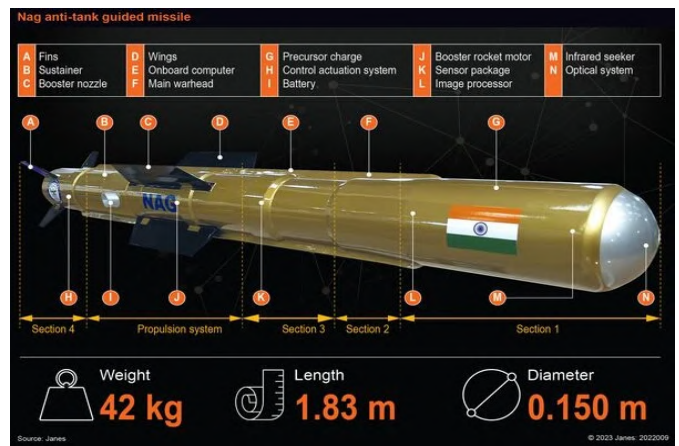 Nag anti-tank guided missile
A Fins
B Sustainer
C Booster nozzle
D Wings
E Onboard computer
F Main warhead
G Precursor charge
H Control actuation system
I Battery
J Booster rocket motor
K Sensor package
L Image processor
M Infrared seeker
N Optical system
A B C D E F G
NAG
H I J K L M N
Section 4 Propulsion system Section 3 Section 2 Section 1
Weight
42 kg
Length
1.83 m
Diameter
0.150 m
Source: Janes
© 2023 Janes: 2022009